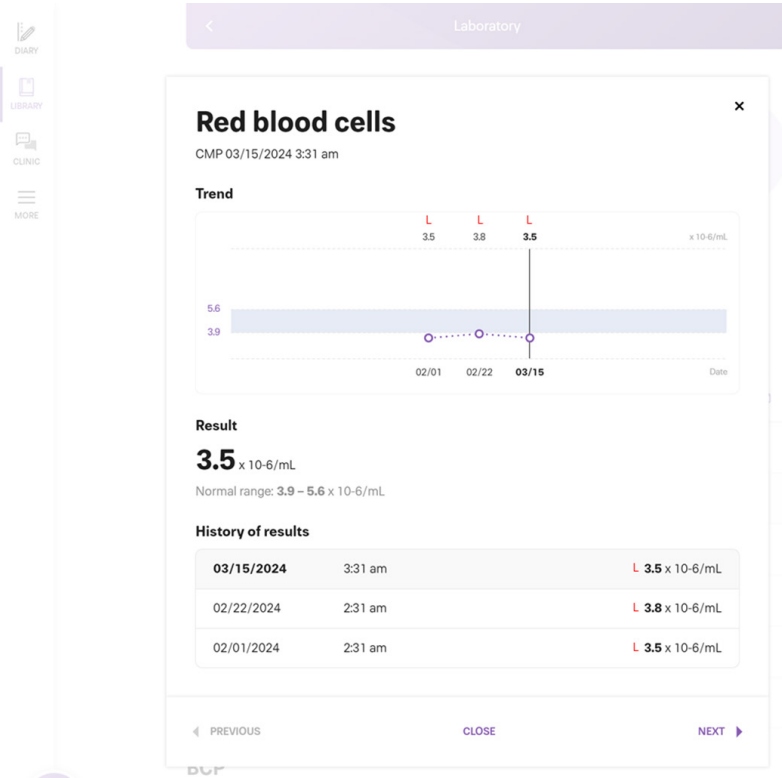 Laboratory
DIARY
LIBRARY
CLINIC
MORE
Red blood cells
CMP 03/15/2024 3:31 am
Trend
L L L
3.5 3.8 3.5 x 10-6/mL
5.6
3.9
02/01 02/22 03/15 Date
Result
3.5 x 10-6/mL
Normal range: 3.9 – 5.6 x 10-6/mL
History of results
03/15/2024 3:31 am L 3.5 x 10-6/mL
02/22/2024 2:31 am L 3.8 x 10-6/mL
02/01/2024 2:31 am L 3.5 x 10-6/mL
PREVIOUS CLOSE NEXT
BCP